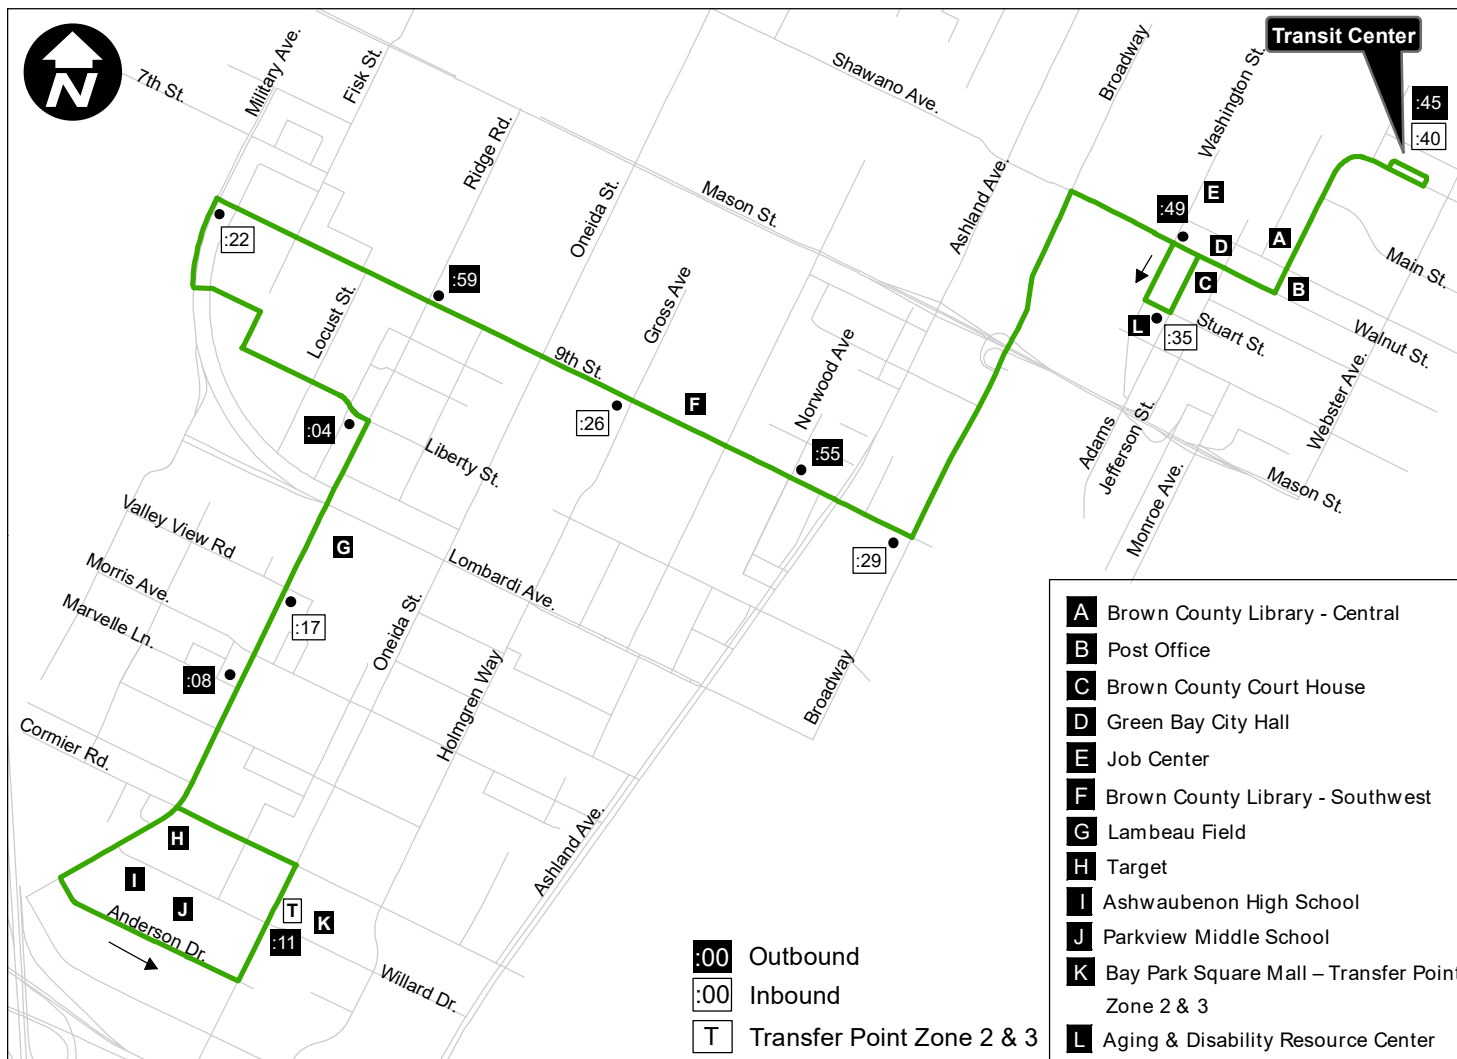 N
7th St.
Military Ave.
Fisk St.
Ridge Rd.
Oneida St.
Mason St.
Shawano Ave.
Broadway
Washington St.
Transit Center
:45
:40
Ashland Ave.
E
:49
D
A
C
B
Main St.
Walnut St.
Webster Ave.
L
:35
Stuart St.
:22
:59
Locust St.
Gross Ave
9th St.
:26
F
Norwood Ave
:55
:29
Adams
Jefferson St.
Monroe Ave.
Mason St.
:04
Liberty St.
Valley View Rd
G
Morris Ave.
Marvelle Ln.
:17
:08
Lombardi Ave.
Oneida St.
Holmgren Way
Broadway
Cormier Rd.
H
I
J
Anderson Dr.
T
K
:11
Willard Dr.
Ashland Ave.
:00 Outbound
:00 Inbound
T Transfer Point Zone 2 & 3
A Brown County Library - Central
B Post Office
C Brown County Court House
D Green Bay City Hall
E Job Center
F Brown County Library - Southwest
G Lambeau Field
H Target
I Ashwaubenon High School
J Parkview Middle School
K Bay Park Square Mall – Transfer Point
Zone 2 & 3
L Aging & Disability Resource Center